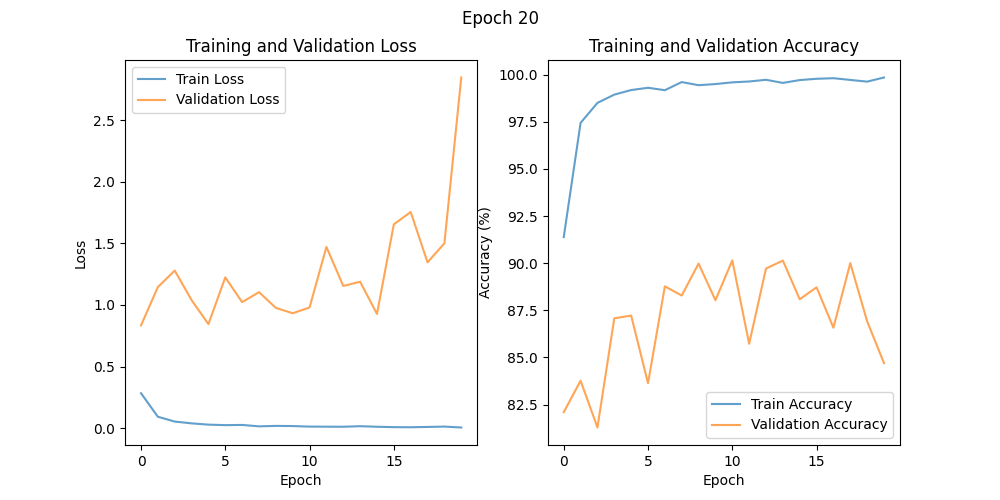 Epoch 20
Training and Validation Loss
Train Loss
Validation Loss
2.5
2.0
1.5
1.0
0.5
0.0
Loss
0 5 10 15
Epoch
Training and Validation Accuracy
100.0
97.5
95.0
92.5
90.0
87.5
85.0
82.5
Accuracy (%)
Train Accuracy
Validation Accuracy
0 5 10 15
Epoch